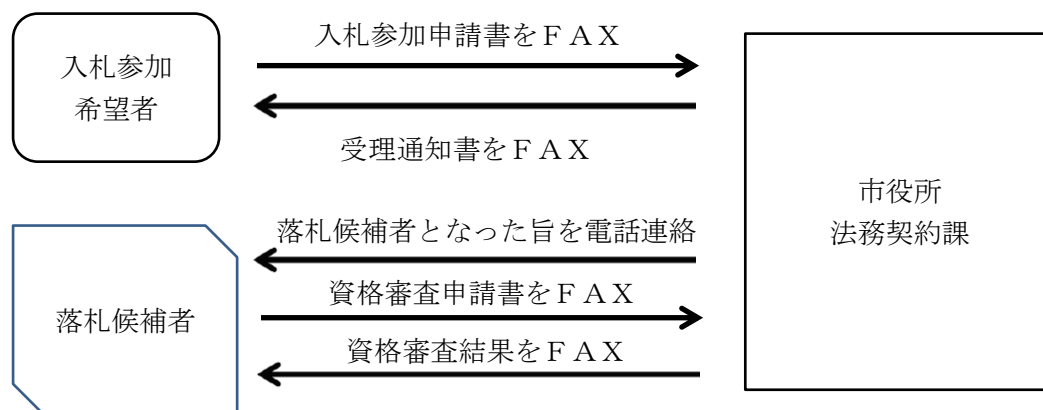 入札参加申請書をＦＡＸ
入札参加
希望者
受理通知書をＦＡＸ
市役所
法務契約課
落札候補者となった旨を電話連絡
資格審査申請書をＦＡＸ
落札候補者
資格審査結果をＦＡＸ